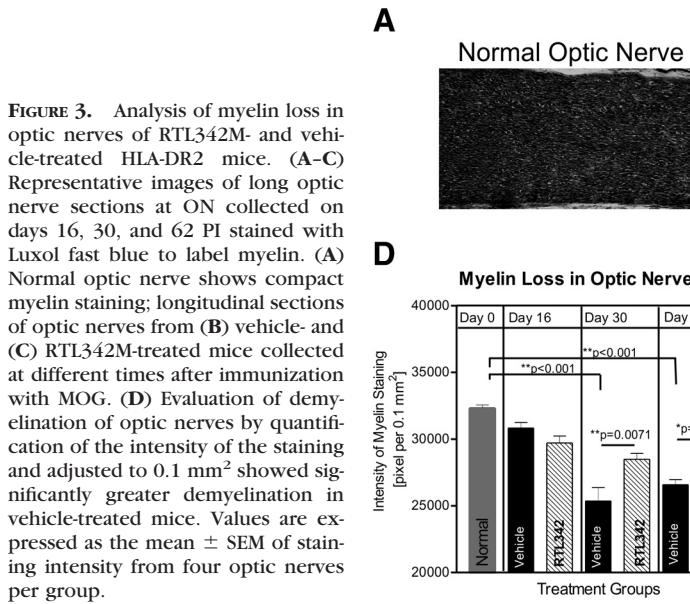 FIGURE 3. Analysis of myelin loss in
optic nerves of RTL342M- and vehi-
cle-treated HLA-DR2 mice. (A–C)
Representative images of long optic
nerve sections at ON collected on
days 16, 30, and 62 PI stained with
Luxol fast blue to label myelin. (A)
Normal optic nerve shows compact
myelin staining; longitudinal sections
of optic nerves from (B) vehicle- and
(C) RTL342M-treated mice collected
at different times after immunization
with MOG. (D) Evaluation of demy-
elination of optic nerves by quantifi-
cation of the intensity of the staining
and adjusted to 0.1 mm² showed sig-
nificantly greater demyelination in
vehicle-treated mice. Values are ex-
pressed as the mean ± SEM of stain-
ing intensity from four optic nerves
per group.
A
Normal Optic Nerve
D
Myelin Loss in Optic Nerve
Intensity of Myelin Staining
[pixel per 0.1 mm²]
40000
35000
30000
25000
20000
Day 0 Day 16 Day 30 Day
**p<0.001
**p<0.001
**p=0.0071
*p=
Normal
Vehicle
RTL342
Vehicle
RTL342
Vehicle
Treatment Groups